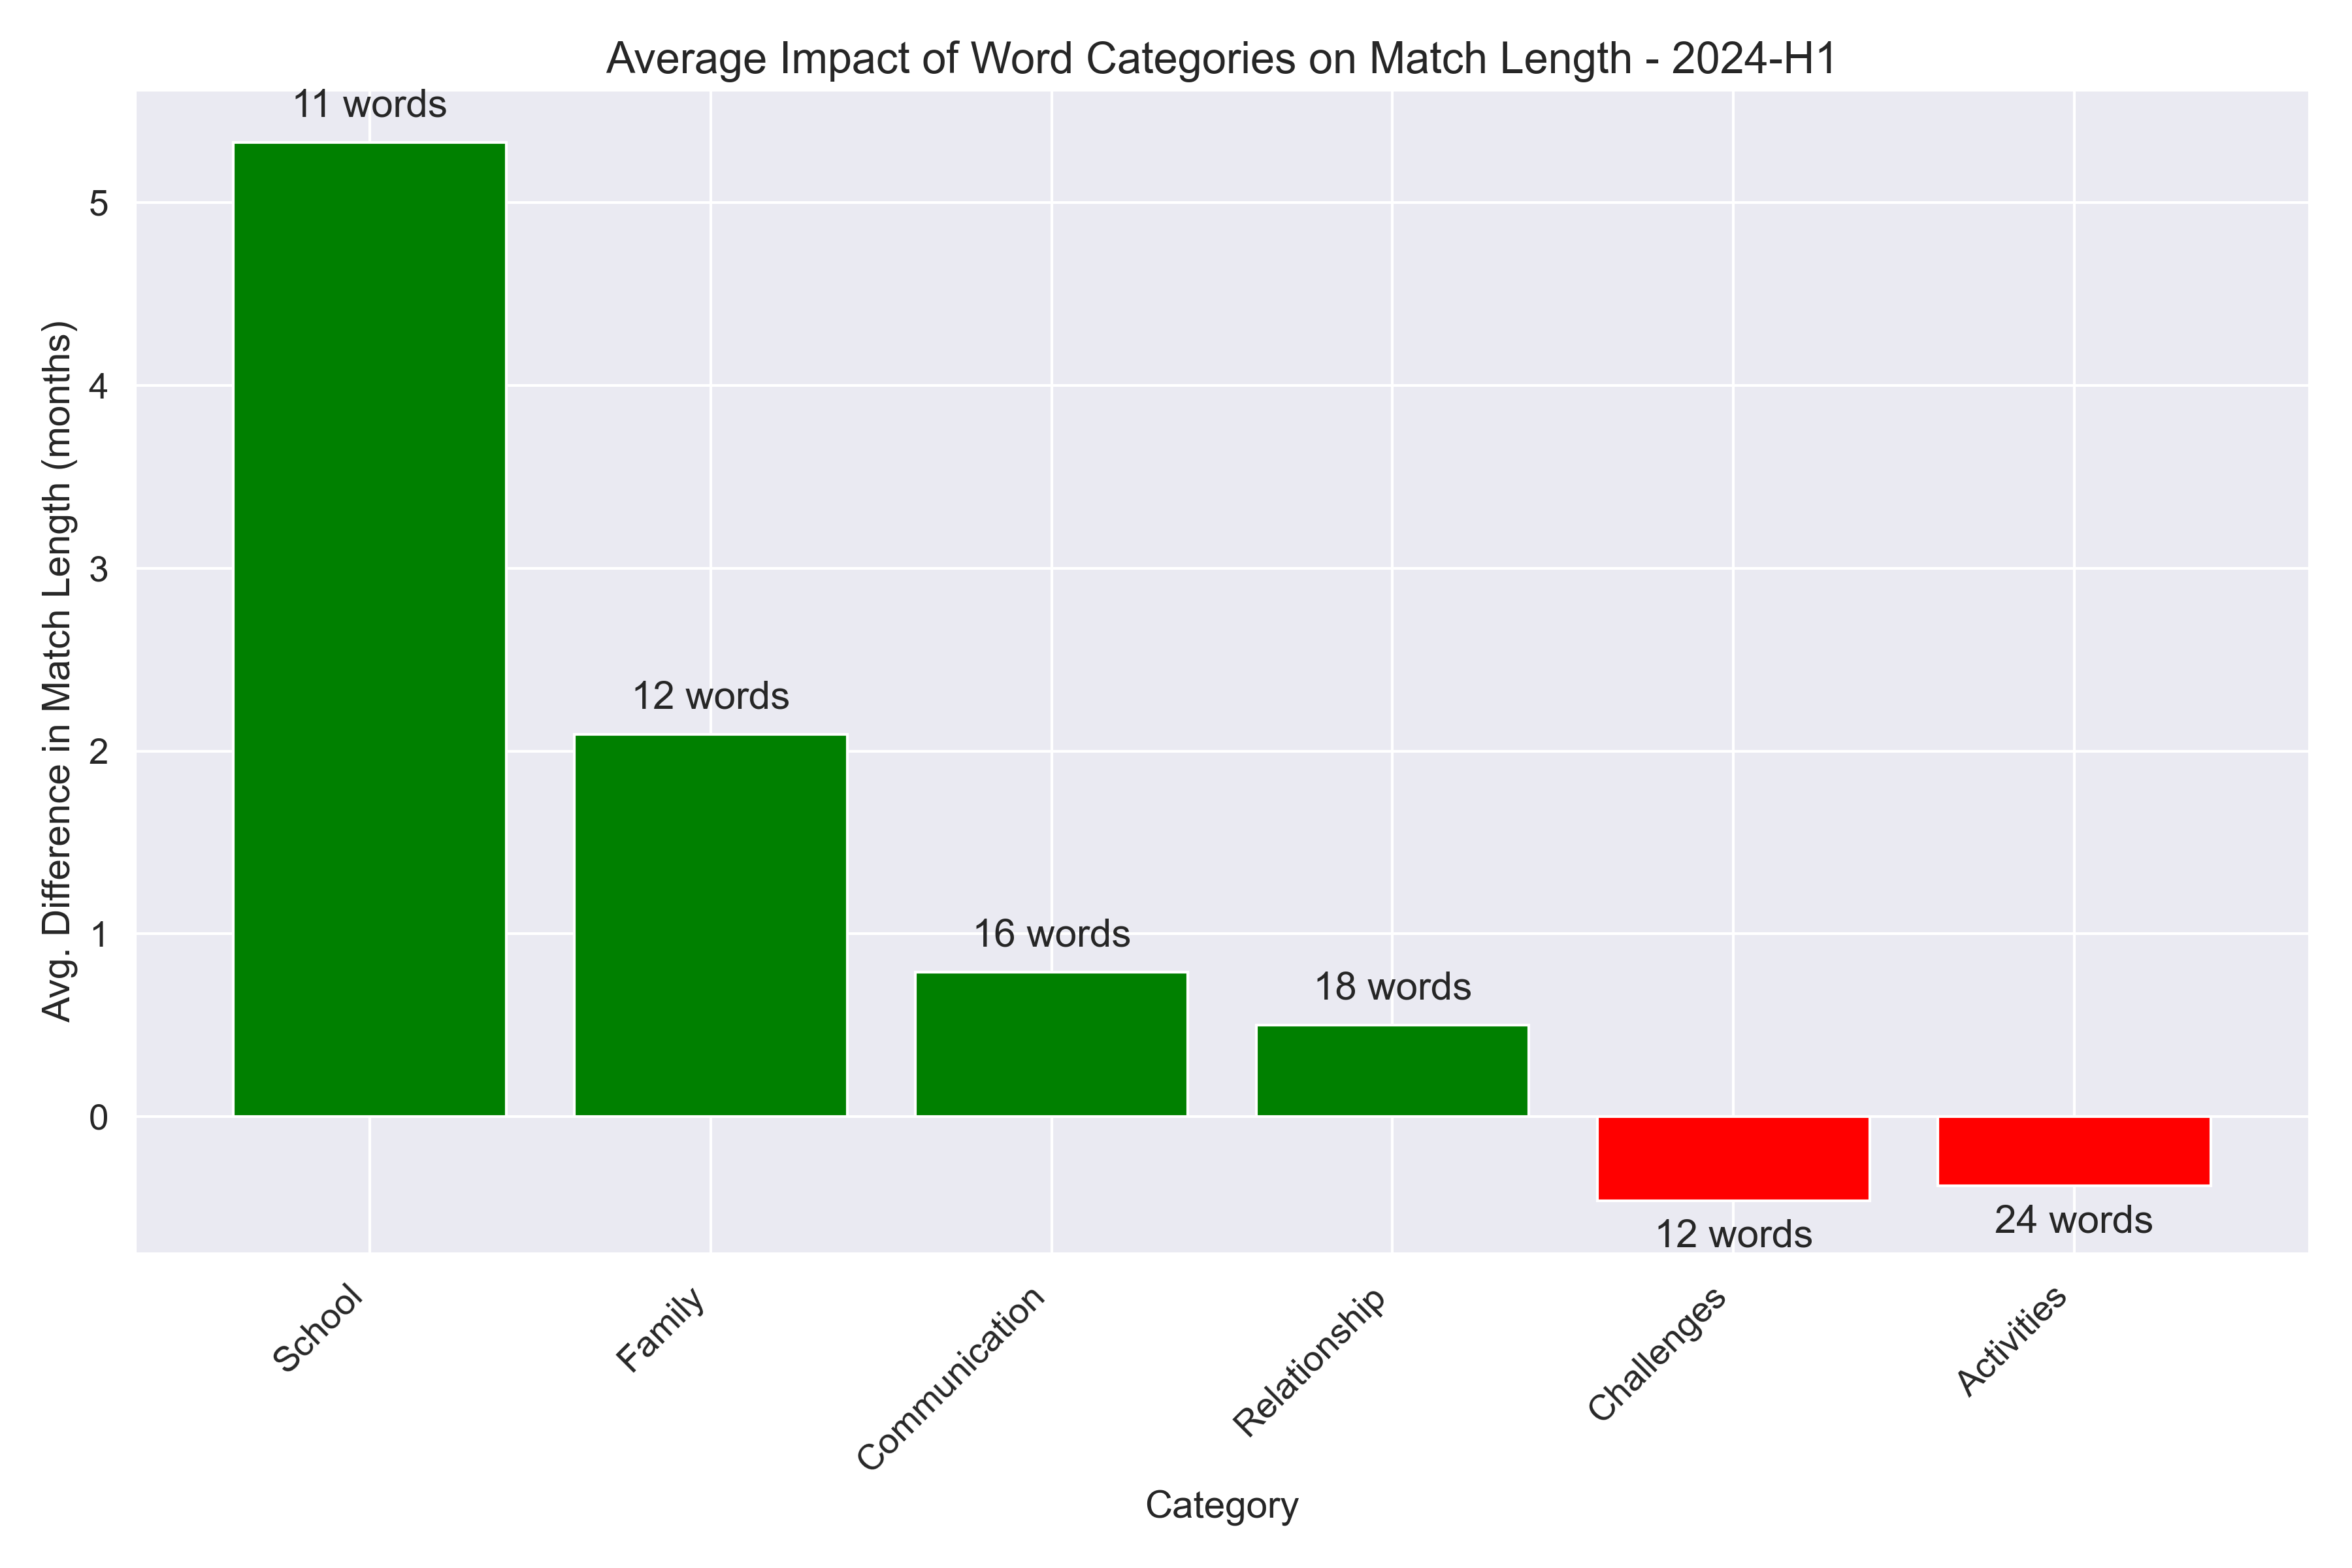 Average Impact of Word Categories on Match Length - 2024-H1
11 words
12 words
16 words
18 words
12 words
24 words
Avg. Difference in Match Length (months)
5
4
3
2
1
0
School
Family
Communication
Relationship
Challenges
Activities
Category